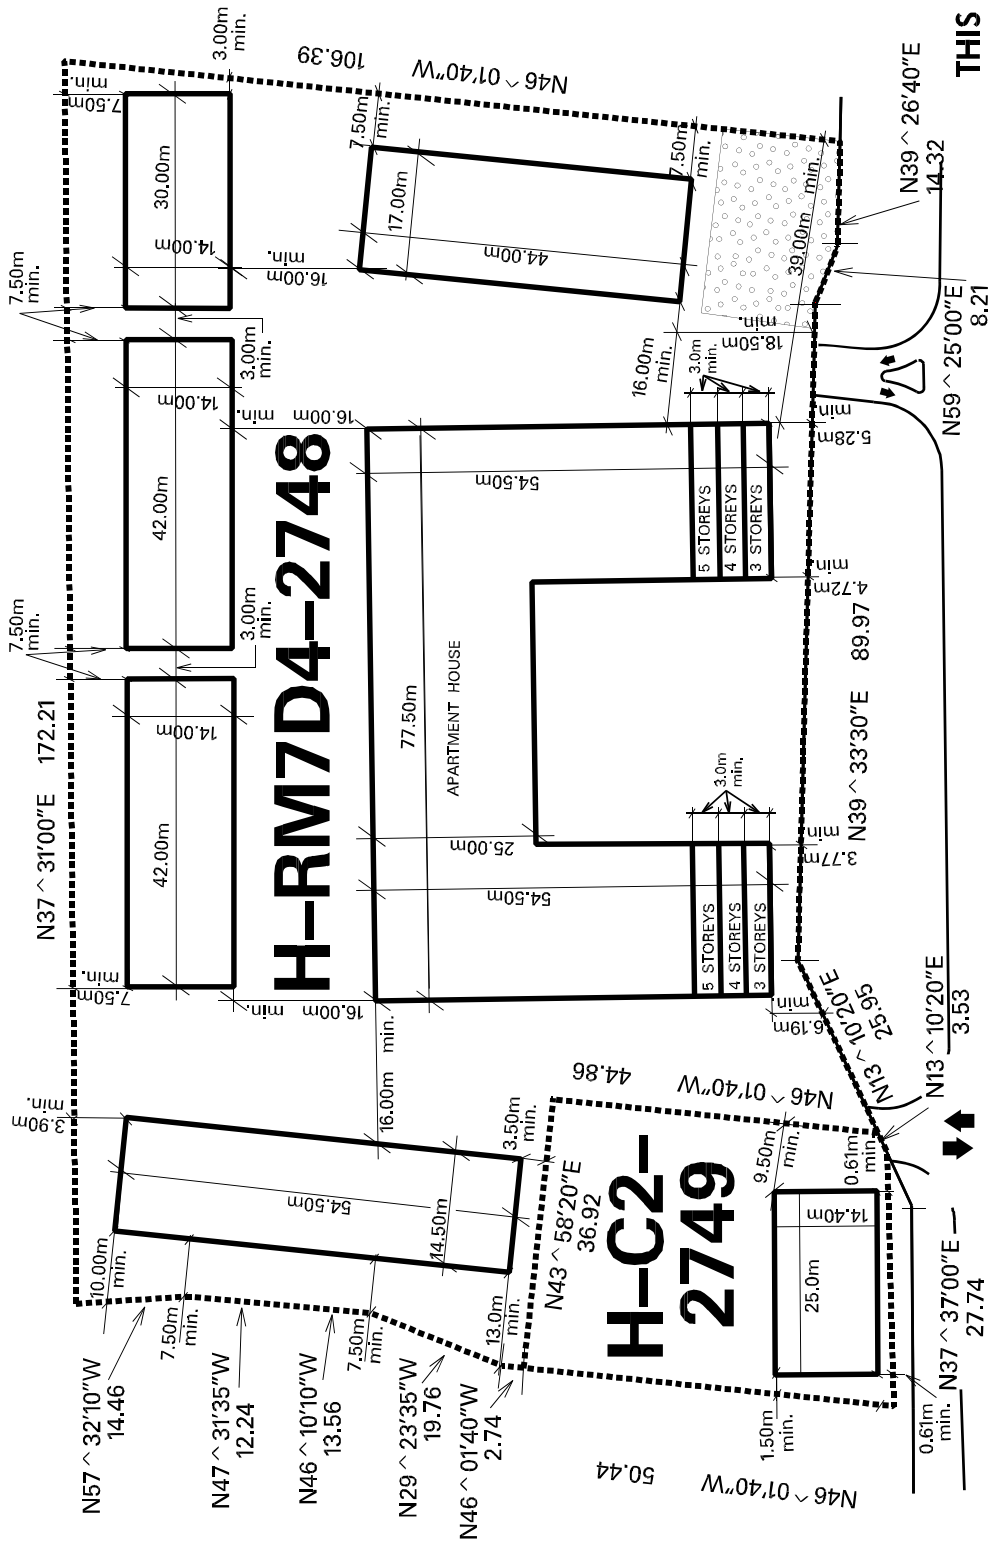 THIS
N37 ^ 31'00"E 172.21
N46 ^ 01'40"W
106.39
3.00m
min.
7.50m
min.
30.00m
14.00m
7.50m
min.
3.00m
min.
42.00m
14.00m
7.50m
min.
3.00m
min.
42.00m
14.00m
7.50m
min.
16.00m
min.
16.00m min.
16.00m min
7.50m
min.
17.00m
44.00m
7.50m
min.
39.00m min.
18.50m
min.
16.00m
min.
N39 ^ 26'40"E
14.32
N59 ^ 25'00"E
8.21
H–RM7D4–2748
77.50m
APARTMENT HOUSE
54.50m
25.00m
54.50m
3.0m
min.
5 STOREYS
4 STOREYS
3 STOREYS
3.0m
min.
5 STOREYS
4 STOREYS
3 STOREYS
5.28m
min.
4.72m
min.
3.77m
min
6.19m
min.
N39 ^ 33'30"E 89.97
N13 ^ 10'20"E
25.95
N13 ^ 10'20"E
3.53
3.90m
min.
16.00m min.
54.50m
14.50m
3.50m
min.
10.00m
min.
7.50m
min.
7.50m
min.
13.0m
min.
N57 ^ 32'10"W
14.46
N47 ^ 31'35"W
12.24
N46 ^ 10'10"W
13.56
N29 ^ 23'35"W
19.76
N46 ^ 01'40"W
2.74
N43 ^ 58'20"E
36.92
44.86
N46 ^ 01'40"W
H–C2–
2749
9.50m
min.
0.61m
min
14.40m
25.0m
1.50m
min.
0.61m
min.
50.44
N46 ^ 01'40"W
N37 ^ 37'00"E
27.74